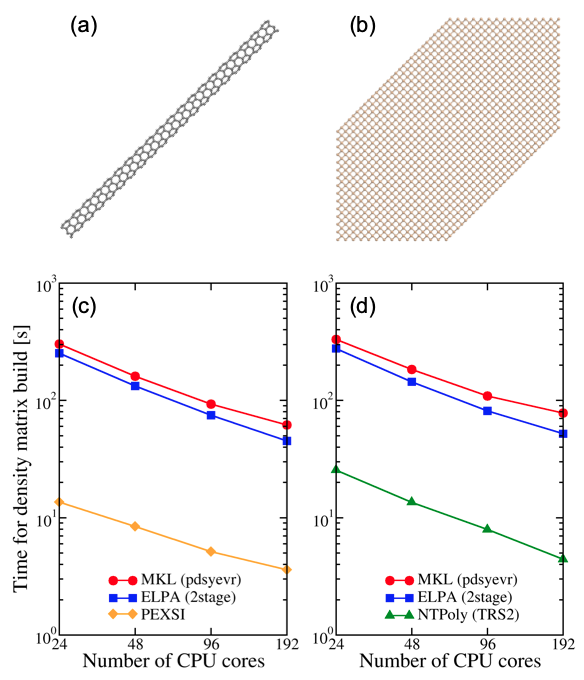 (a)
(b)
Time for density matrix build [s]
10³
10²
10¹
10⁰
(c)
MKL (pdsyevr)
ELPA (2stage)
PEXSI
24
48
96
192
Number of CPU cores
10³
10²
10¹
10⁰
(d)
MKL (pdsyevr)
ELPA (2stage)
NTPoly (TRS2)
24
48
96
192
Number of CPU cores